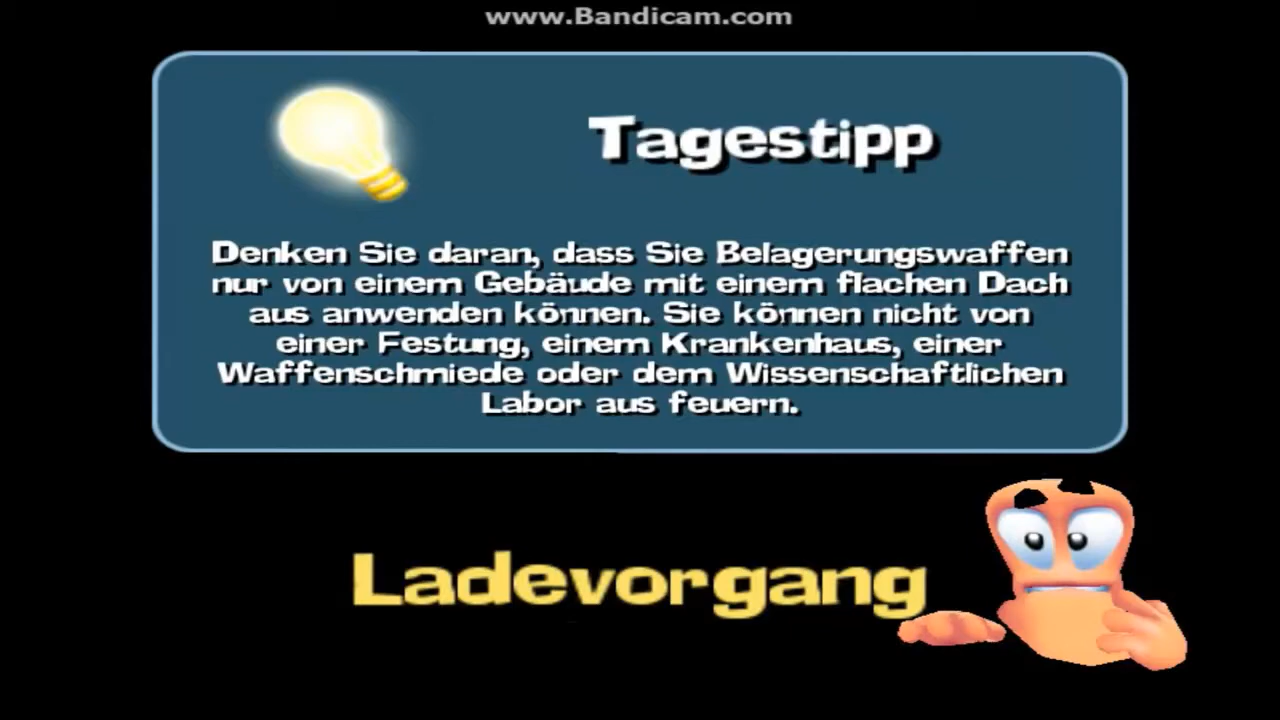 www.Bandicam.com
Tagestipp
Denken Sie daran, dass Sie Belagerungswaffen
nur von einem Gebäude mit einem flachen Dach
aus anwenden können. Sie können nicht von
einer Festung, einem Krankenhaus, einer
Waffenschmiede oder dem Wissenschaftlichen
Labor aus feuern.
Ladevorgang